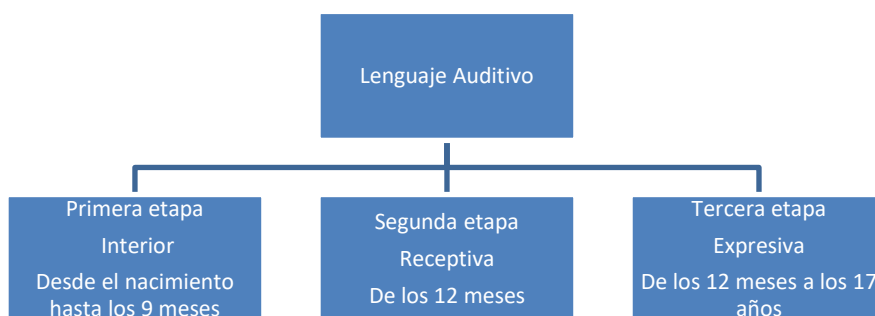 Lenguaje Auditivo
Primera etapa
Interior
Desde el nacimiento
hasta los 9 meses
Segunda etapa
Receptiva
De los 12 meses
Tercera etapa
Expresiva
De los 12 meses a los 17
años